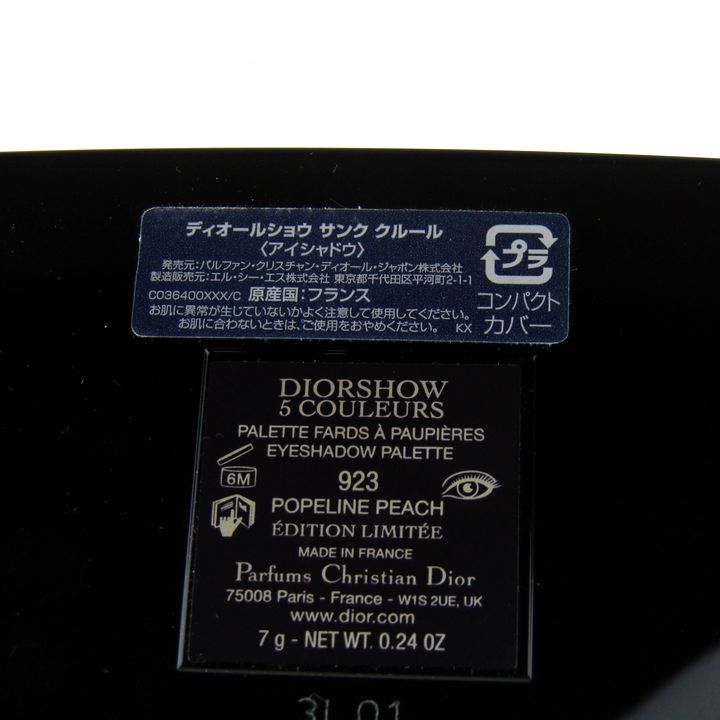 ディオールショウ サンク クルール
〈アイシャドウ〉
発売元:パルファン・クリスチャン・ディオール・ジャポン株式会社
製造販売元:エル・シー・エス株式会社 東京都千代田区平河町2-1-1
C036400XXX/C 原産国:フランス
お肌に異常が生じていないかよく注意して使用してください。
お肌に合わないときは、ご使用をおやめください。 KX
プラ
コンパクト
カバー
DIORSHOW
5 COULEURS
PALETTE FARDS À PAUPIÈRES
EYESHADOW PALETTE
6M
923
POPELINE PEACH
ÉDITION LIMITÉE
MADE IN FRANCE
Parfums Christian Dior
75008 Paris - France - W1S 2UE, UK
www.dior.com
7 g - NET WT. 0.24 OZ